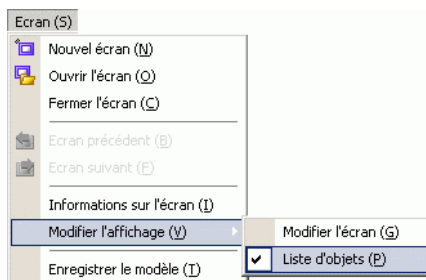 Ecran (S)
Nouvel écran (N)
Ouvrir l'écran (O)
Fermer l'écran (C)
Ecran précédent (B)
Ecran suivant (F)
Informations sur l'écran (I)
Modifier l'affichage (V)
Modifier l'écran (G)
Liste d'objets (P)
Enregistrer le modèle (T)